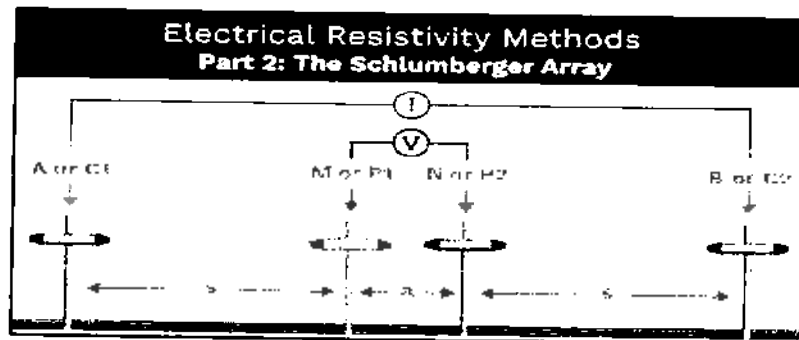 Electrical Resistivity Methods
Part 2: The Schlumberger Array
I
V
A or C1
M or P1
N or P2
B or C2
a